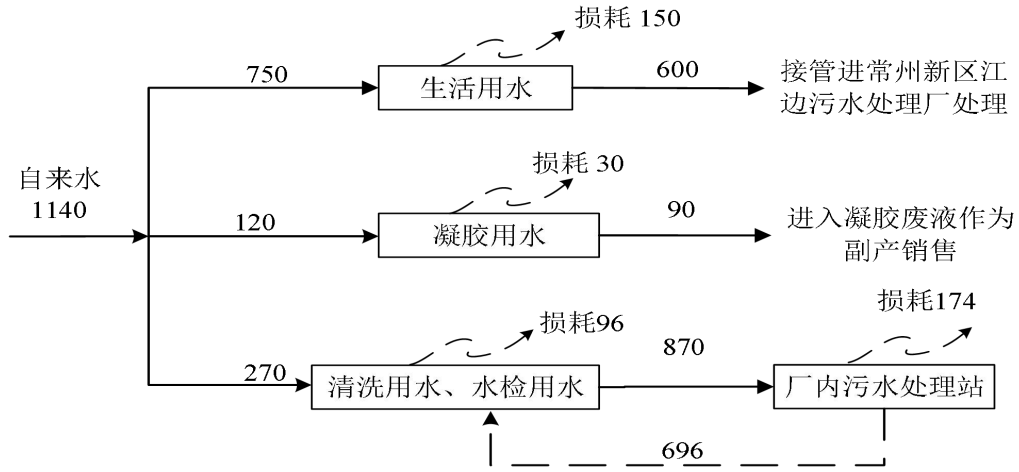 损耗 150
750
生活用水
600
接管进常州新区江
边污水处理厂处理
自来水
1140
损耗 30
120
凝胶用水
90
进入凝胶废液作为
副产销售
损耗96
270
清洗用水、水检用水
870
损耗174
厂内污水处理站
696